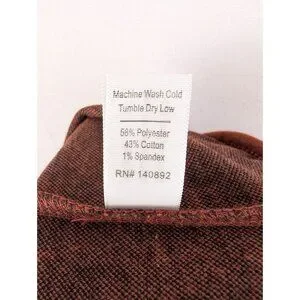 Machine Wash Cold
Tumble Dry Low
56% Polyester
43% Cotton
1% Spandex
RN# 140892